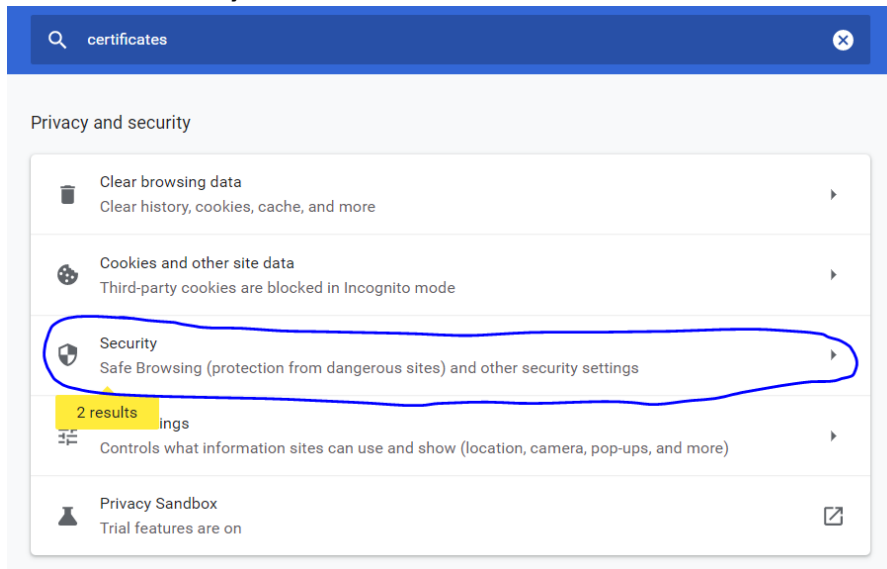 certificates
Privacy and security
Clear browsing data
Clear history, cookies, cache, and more
Cookies and other site data
Third-party cookies are blocked in Incognito mode
Security
Safe Browsing (protection from dangerous sites) and other security settings
2 results
ings
Controls what information sites can use and show (location, camera, pop-ups, and more)
Privacy Sandbox
Trial features are on